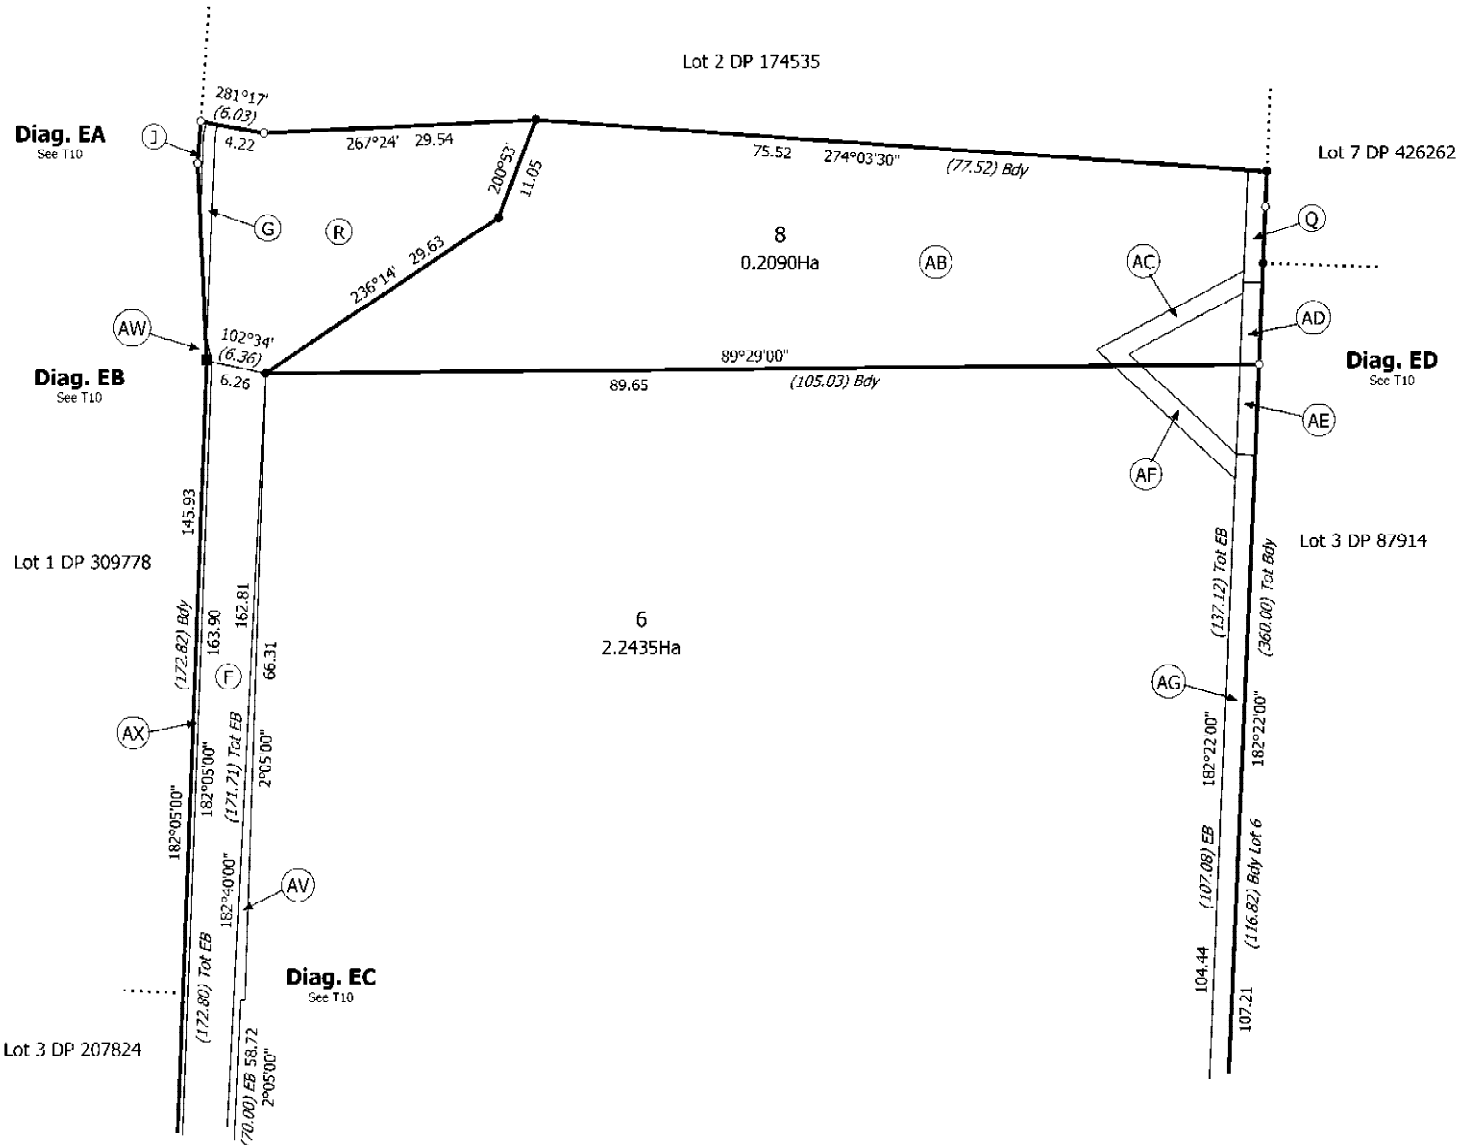 Lot 2 DP 174535
281°17'
(6.03)
4.22
Diag. EA
See T10
J
267°24' 29.54
200°53'
11.05
75.52 274°03'30" (77.52) Bdy
Lot 7 DP 426262
G
R
Q
8
0.2090Ha
AB
AC
236°14' 29.63
AW
102°34'
(6.36)
6.26
AD
89°29'00"
89.65 (105.03) Bdy
Diag. EB
See T10
Diag. ED
See T10
AE
AF
145.93
Lot 1 DP 309778
Lot 3 DP 87914
(137.12) Tot EB
(360.00) Tot Bdy
(172.82) Bdy
163.90
162.81
66.31
6
2.2435Ha
F
AG
AX
182°05'00"
182°05'00"
(171.71) Tot EB
2°05'00"
182°22'00"
182°22'00"
182°40'00"
AV
(107.08) EB
(116.82) Bdy Lot 6
(172.80) Tot EB
Diag. EC
See T10
104.44
107.21
Lot 3 DP 207824
(70.00) EB 58.72
2°05'00"